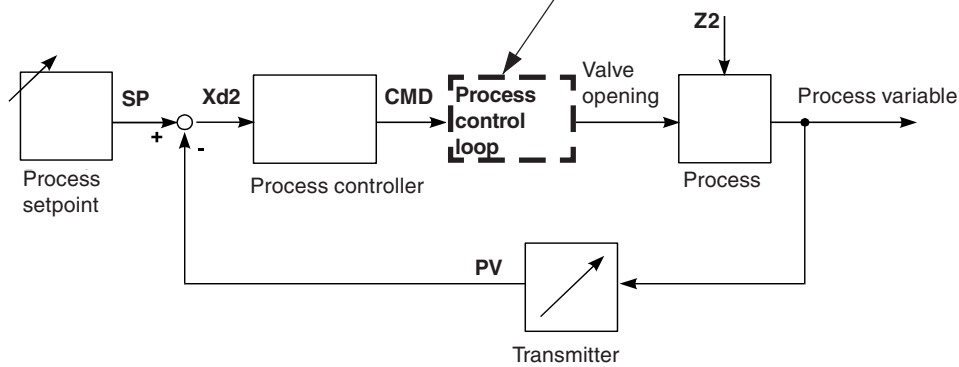 Z2
SP
Xd2
CMD
Process
control
loop
Valve
opening
Process variable
+
-
Process
setpoint
Process controller
Process
PV
Transmitter